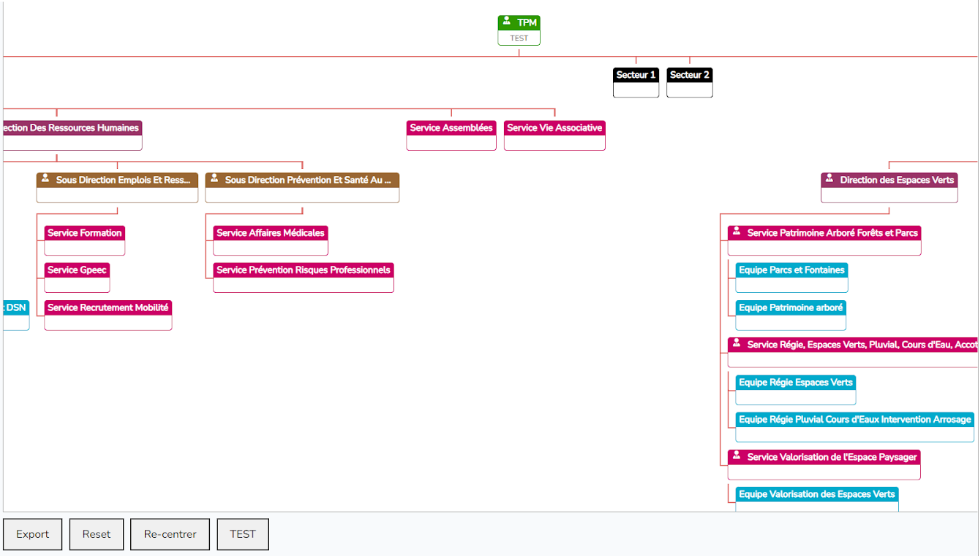 TPM
TEST
Secteur 1
Secteur 2
ection Des Ressources Humaines
Service Assemblées
Service Vie Associative
Sous Direction Emplois Et Ress...
Sous Direction Prévention Et Santé Au ...
Direction des Espaces Verts
Service Formation
Service Affaires Médicales
Service Patrimoine Arboré Forêts et Parcs
Service Gpeec
Service Prévention Risques Professionnels
Equipe Parcs et Fontaines
DSN
Service Recrutement Mobilité
Equipe Patrimoine arboré
Service Régie, Espaces Verts, Pluvial, Cours d'Eau, Accot
Equipe Régie Espaces Verts
Equipe Régie Pluvial Cours d'Eaux Intervention Arrosage
Service Valorisation de l'Espace Paysager
Equipe Valorisation des Espaces Verts
Export
Reset
Re-centrer
TEST